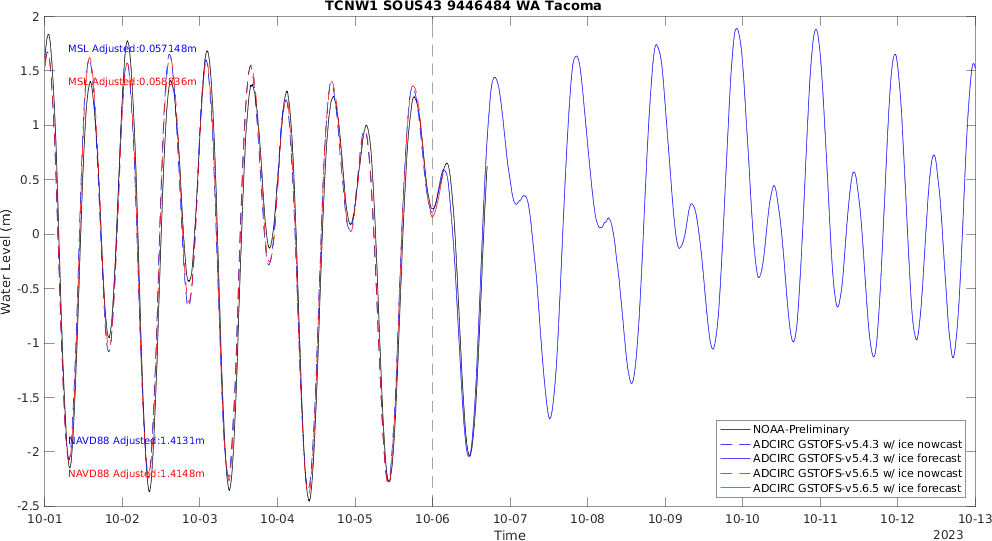 TCNW1 SOUS43 9446484 WA Tacoma
2
1.5
1
0.5
0
-0.5
-1
-1.5
-2
-2.5
Water Level (m)
MSL Adjusted:0.057148m
NAVD88 Adjusted:1.4131m
NAVD88 Adjusted:1.4148m
NOAA-Preliminary
ADCIRC GSTOFS-v5.4.3 w/ ice nowcast
ADCIRC GSTOFS-v5.4.3 w/ ice forecast
ADCIRC GSTOFS-v5.6.5 w/ ice nowcast
ADCIRC GSTOFS-v5.6.5 w/ ice forecast
10-01 10-02 10-03 10-04 10-05 10-06 10-07 10-08 10-09 10-10 10-11 10-12 10-13
Time
2023